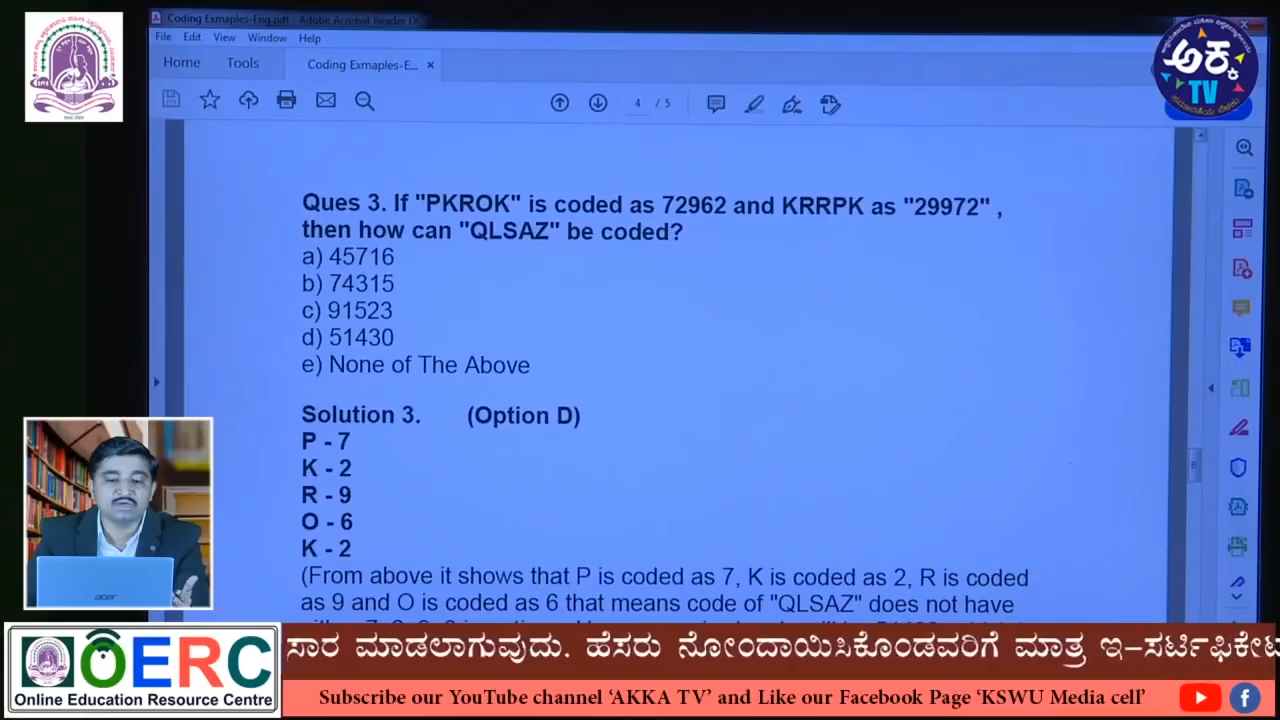 Coding Exmaples-Eng.pdf - Adobe Acrobat Reader DC
File Edit View Window Help
Home Tools Coding Exmaples-E... ×
4 / 5
ಅಕ್ಕ
TV
Ques 3. If "PKROK" is coded as 72962 and KRRPK as "29972" ,
then how can "QLSAZ" be coded?
a) 45716
b) 74315
c) 91523
d) 51430
e) None of The Above
Solution 3. (Option D)
P - 7
K - 2
R - 9
O - 6
K - 2
(From above it shows that P is coded as 7, K is coded as 2, R is coded
as 9 and O is coded as 6 that means code of "QLSAZ" does not have
acer
OERC
Online Education Resource Centre
ಸಾರ ಮಾಡಲಾಗುವುದು. ಹೆಸರು ನೋಂದಾಯಿಸಿಕೊಂಡವರಿಗೆ ಮಾತ್ರ ಇ-ಸರ್ಟಿಫಿಕೇಟ
Subscribe our YouTube channel ‘AKKA TV’ and Like our Facebook Page ‘KSWU Media cell’